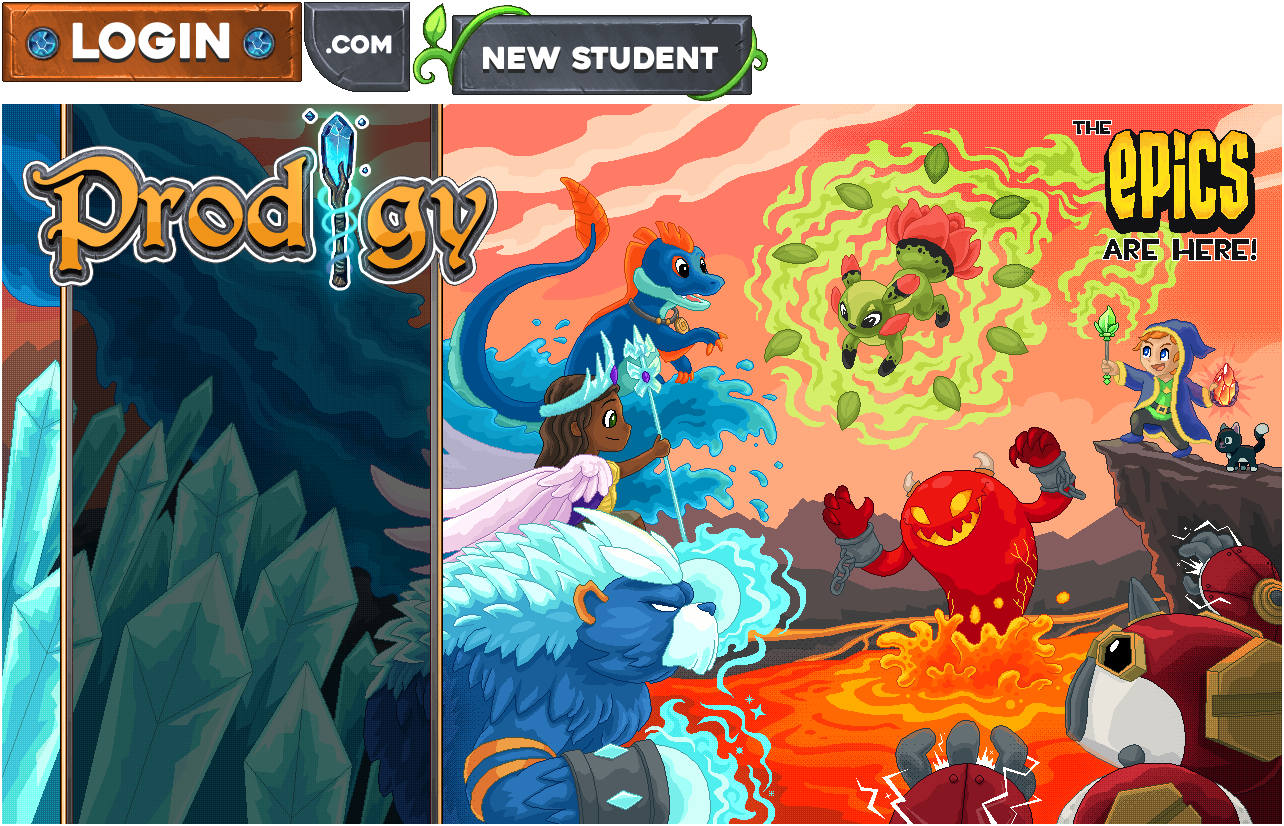 LOGIN
.COM
NEW STUDENT
Prodigy
THE
EPICS
ARE HERE!